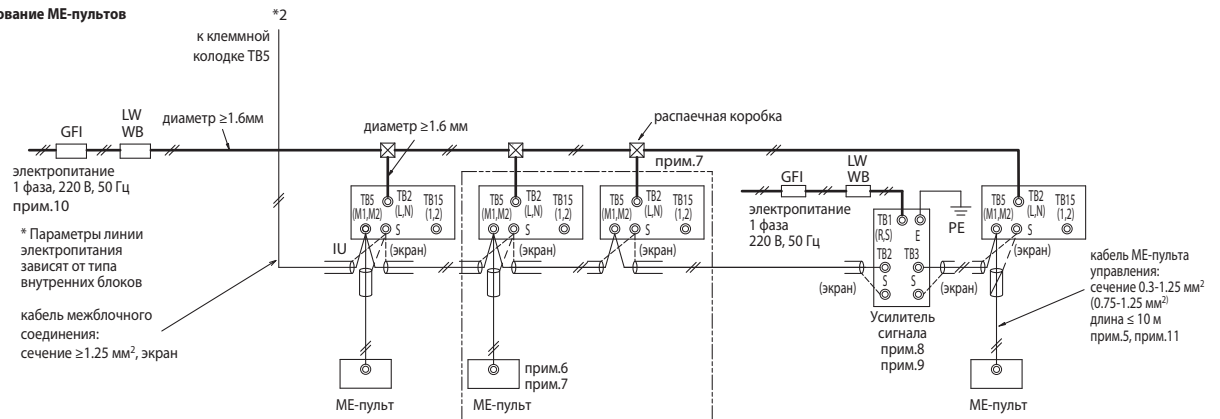 ование МЕ-пультов
*2
к клеммной
колодке TB5
GFI
LW
WB
диаметр ≥1.6мм
диаметр ≥1.6 мм
распаечная коробка
прим.7
электропитание
1 фаза, 220 В, 50 Гц
прим.10
* Параметры линии
электропитания
зависят от типа
внутренних блоков
кабель межблочного
соединения:
сечение ≥1.25 мм², экран
TB5
(M1,M2)
TB2
(L,N)
TB15
(1,2)
S
IU
(экран)
МЕ-пульт
TB5
(M1,M2)
TB2
(L,N)
TB15
(1,2)
S
(экран)
МЕ-пульт
прим.6
прим.7
TB5
(M1,M2)
TB2
(L,N)
TB15
(1,2)
S
(экран)
GFI
LW
WB
электропитание
1 фаза
220 В, 50 Гц
TB1
(R,S)
E
PE
TB2
TB3
S
S
(экран)
(экран)
Усилитель
сигнала
прим.8
прим.9
TB5
(M1,M2)
TB2
(L,N)
TB15
(1,2)
S
(экран)
МЕ-пульт
кабель МЕ-пульта
управления:
сечение 0.3-1.25 мм²
(0.75-1.25 мм²)
длина ≤ 10 м
прим.5, прим.11